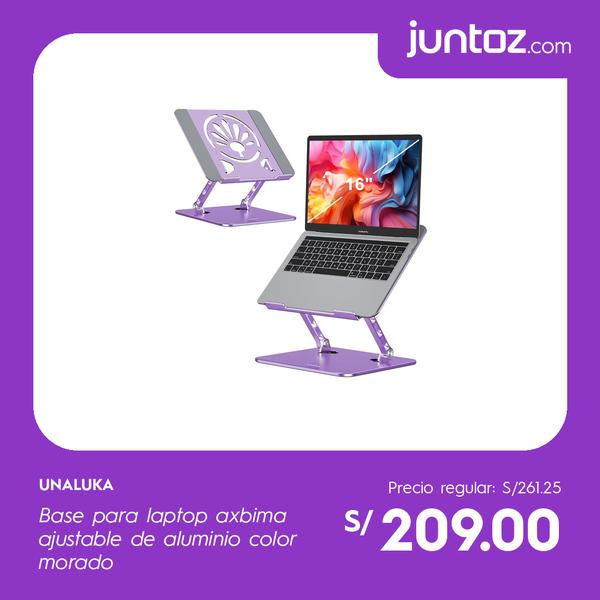 juntoz.com
16"
UNALUKA
Base para laptop axbima
ajustable de aluminio color
morado
Precio regular: S/261.25
S/ 209.00